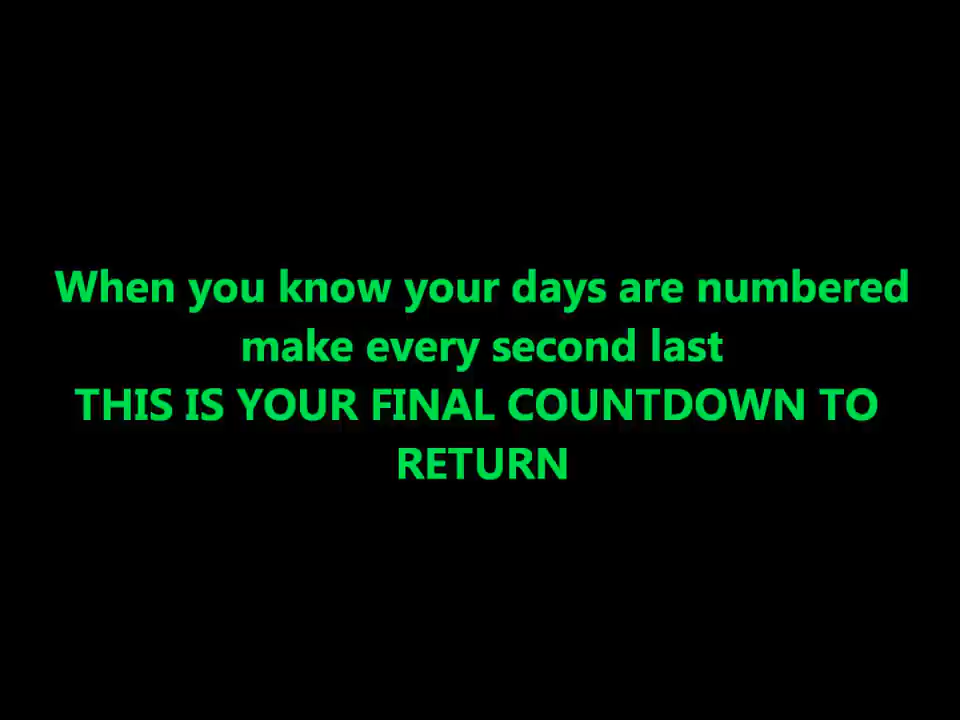 When you know your days are numbered
make every second last
THIS IS YOUR FINAL COUNTDOWN TO
RETURN